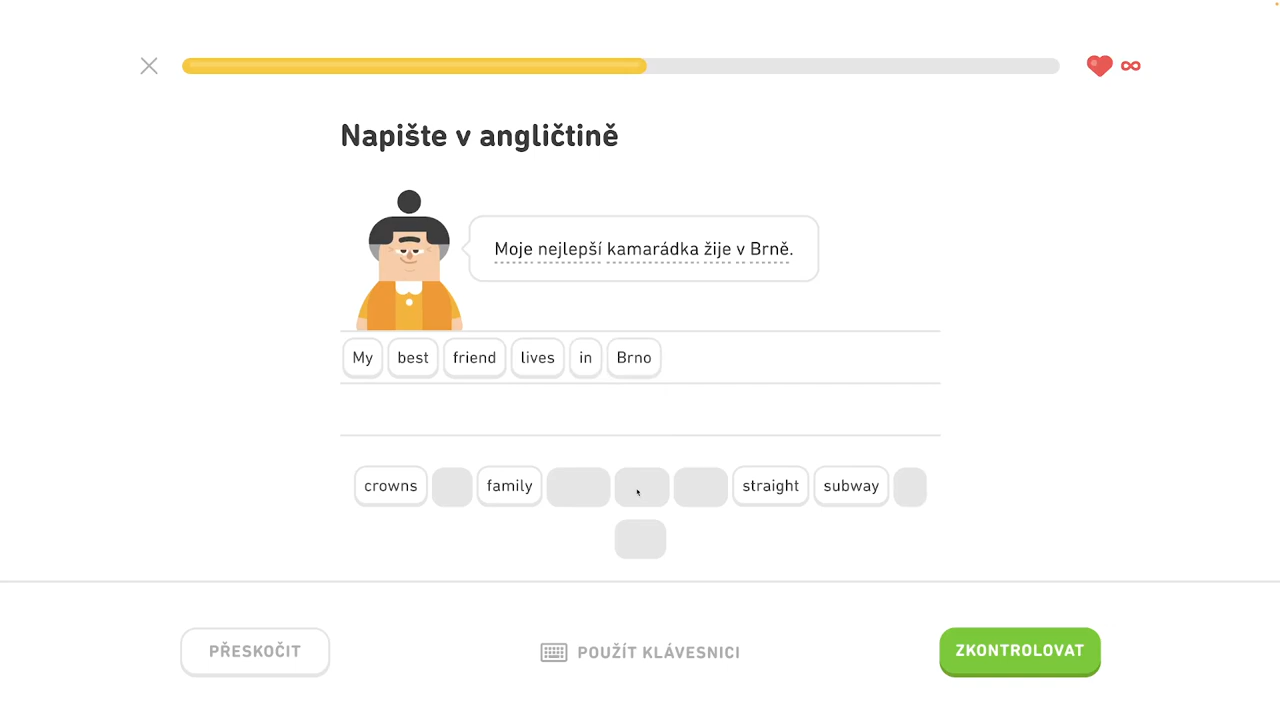 Napište v angličtině
Moje nejlepší kamarádka žije v Brně.
My best friend lives in Brno
crowns family straight subway
PŘESKOČIT POUŽÍT KLÁVESNICI ZKONTROLOVAT